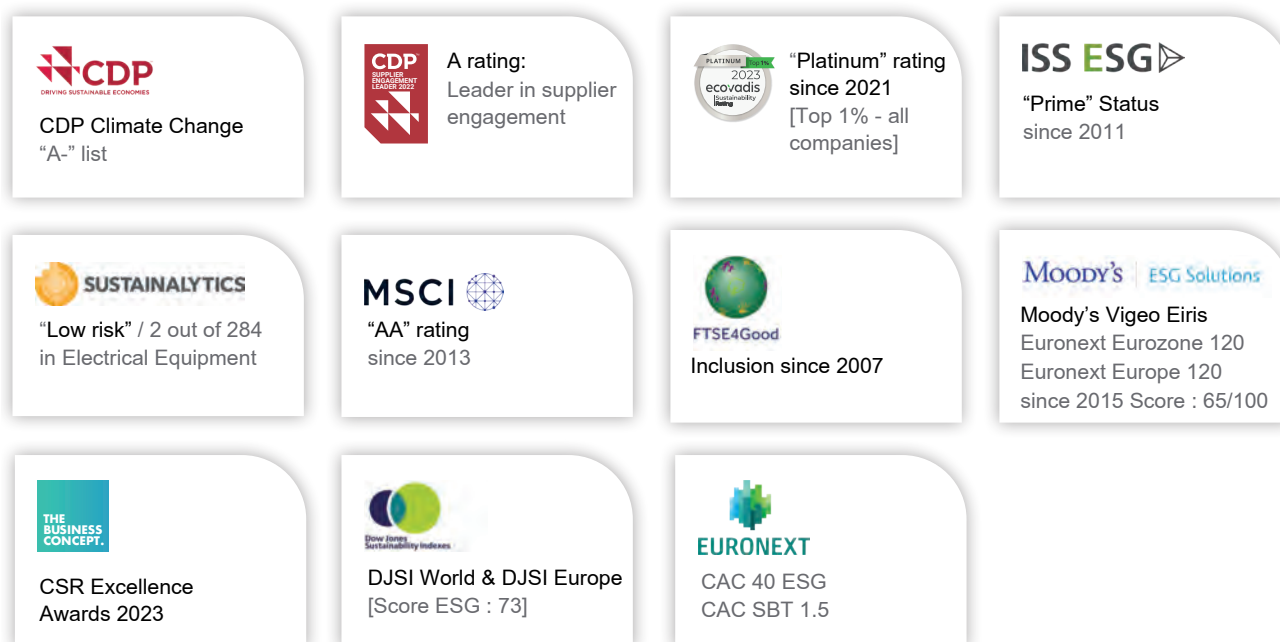 CDP
DRIVING SUSTAINABLE ECONOMIES
CDP Climate Change
“A-” list
CDP
SUPPLIER
ENGAGEMENT
LEADER 2022
A rating:
Leader in supplier
engagement
PLATINUM Top 1%
2023
ecovadis
Sustainability
Rating
“Platinum” rating
since 2021
[Top 1% - all
companies]
ISS ESG
“Prime” Status
since 2011
SUSTAINALYTICS
“Low risk” / 2 out of 284
in Electrical Equipment
MSCI
“AA” rating
since 2013
FTSE4Good
Inclusion since 2007
MOODY'S ESG Solutions
Moody’s Vigeo Eiris
Euronext Eurozone 120
Euronext Europe 120
since 2015 Score : 65/100
THE
BUSINESS
CONCEPT.
CSR Excellence
Awards 2023
Dow Jones
Sustainability Indexes
DJSI World & DJSI Europe
[Score ESG : 73]
EURONEXT
CAC 40 ESG
CAC SBT 1.5